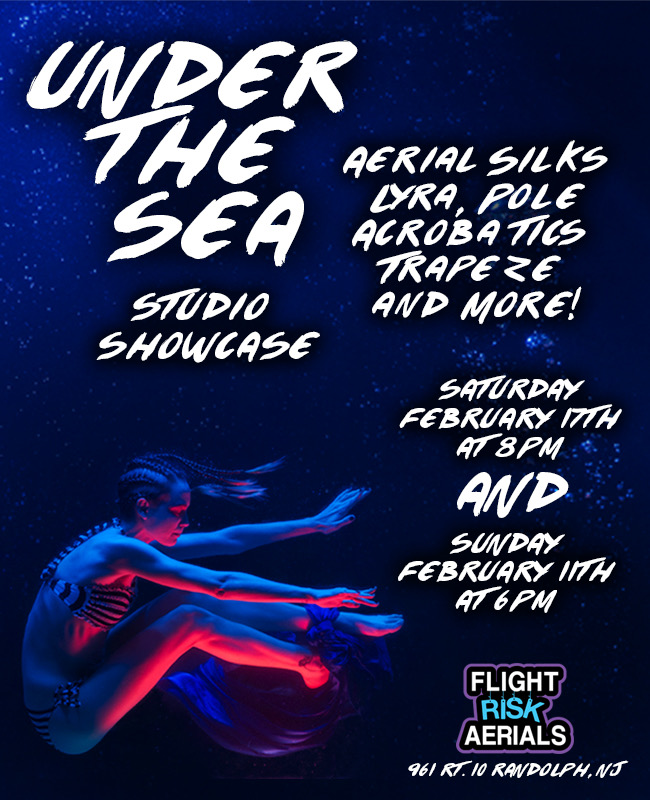 UNDER
THE
SEA
STUDIO
SHOWCASE
AERIAL SILKS
LYRA, POLE
ACROBATICS
TRAPEZE
AND MORE!
SATURDAY
FEBRUARY 17TH
AT 8PM
AND
SUNDAY
FEBRUARY 11TH
AT 6PM
FLIGHT
RISK
AERIALS
961 RT. 10 RANDOLPH, NJ